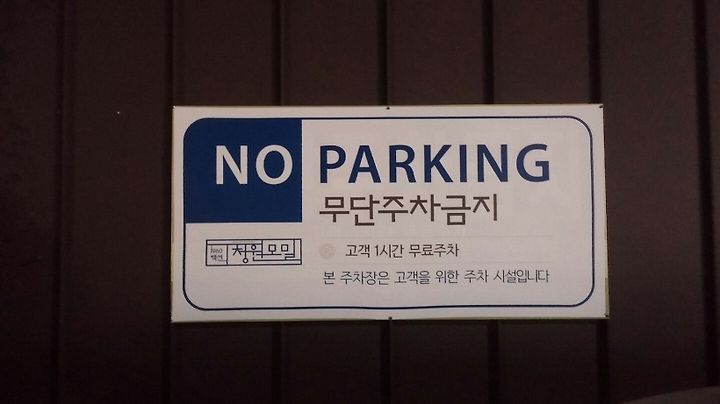 NO PARKING
무단주차금지
고객 1시간 무료주차
본 주차장은 고객을 위한 주차 시설입니다
청원모밀